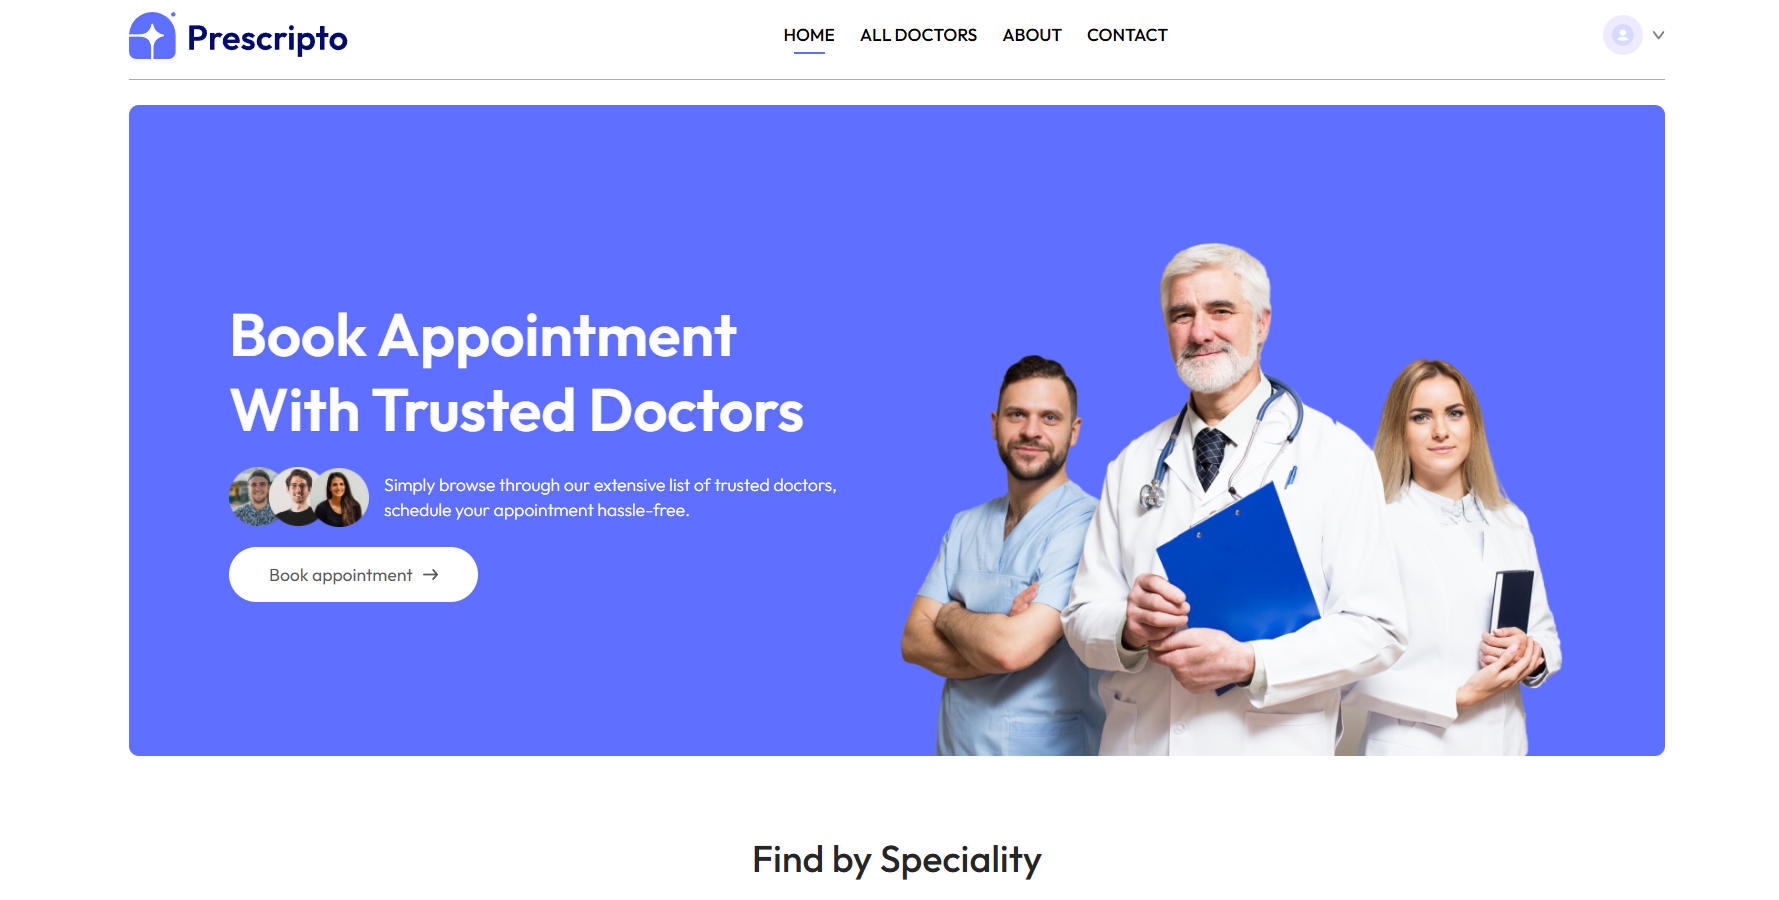 Prescripto
HOME
ALL DOCTORS
ABOUT
CONTACT
Book Appointment
With Trusted Doctors
Simply browse through our extensive list of trusted doctors,
schedule your appointment hassle-free.
Book appointment →
Find by Speciality